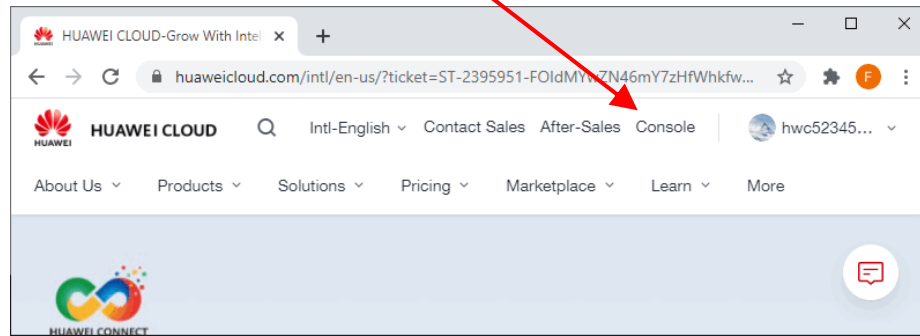 HUAWEI CLOUD-Grow With Intel
huaweicloud.com/intl/en-us/?ticket=ST-2395951-FOIdMYwZN46mY7zHfWhkfw... F
HUAWEI HUAWEI CLOUD Intl-English Contact Sales After-Sales Console hwc52345...
About Us Products Solutions Pricing Marketplace Learn More
HUAWEI CONNECT